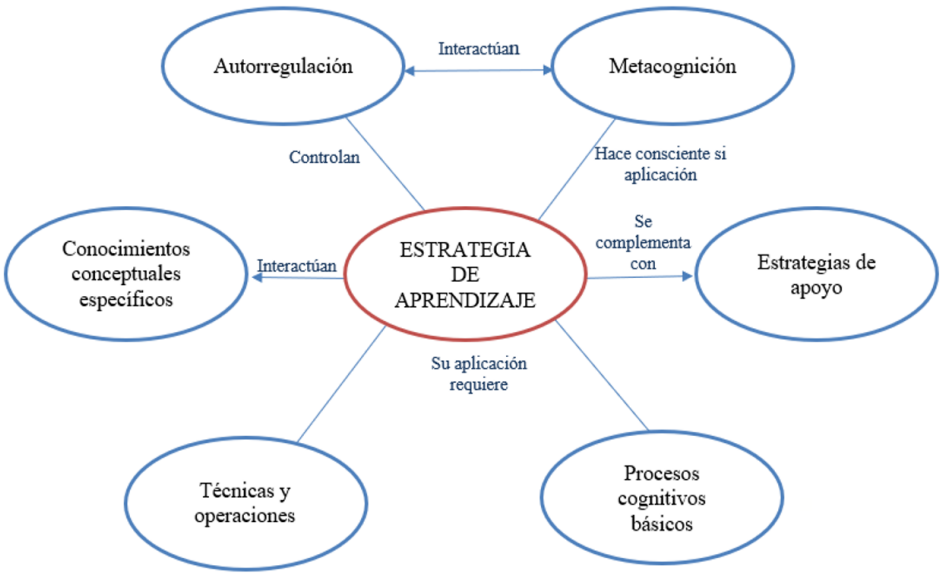 Autorregulación
Interactúan
Metacognición
Controlan
Hace consciente si
aplicación
Conocimientos
conceptuales
específicos
Interactúan
ESTRATEGIA
DE
APRENDIZAJE
Se
complementa
con
Estrategias de
apoyo
Su aplicación
requiere
Técnicas y
operaciones
Procesos
cognitivos
básicos